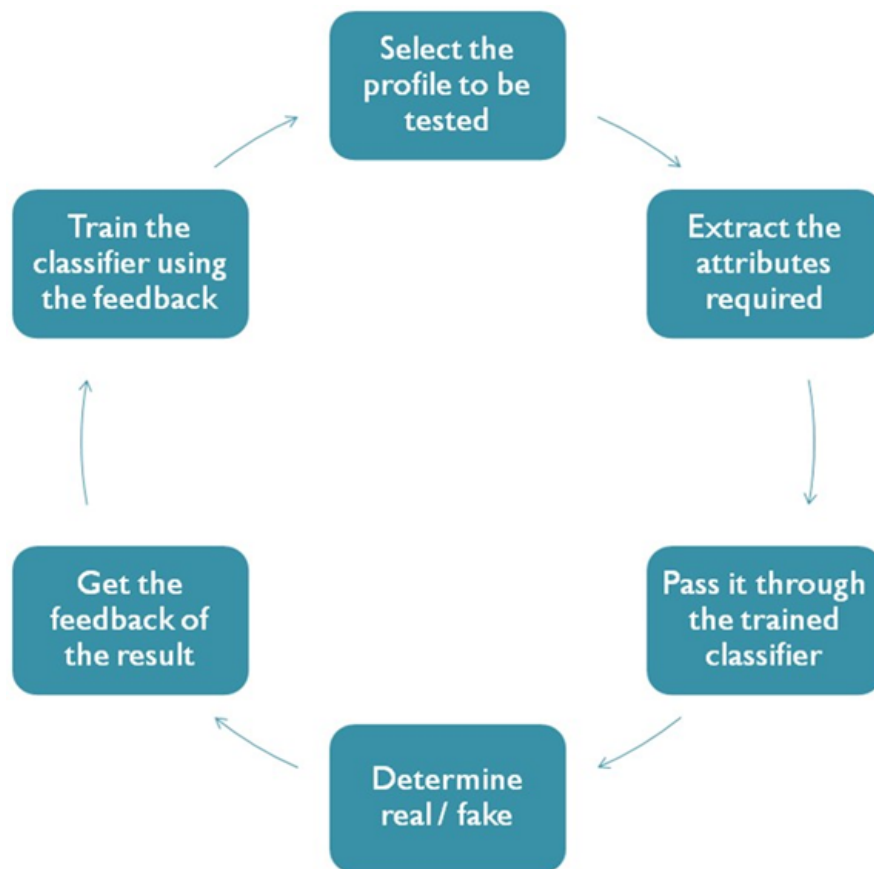 Select the
profile to be
tested
Extract the
attributes
required
Pass it through
the trained
classifier
Determine
real / fake
Get the
feedback of
the result
Train the
classifier using
the feedback